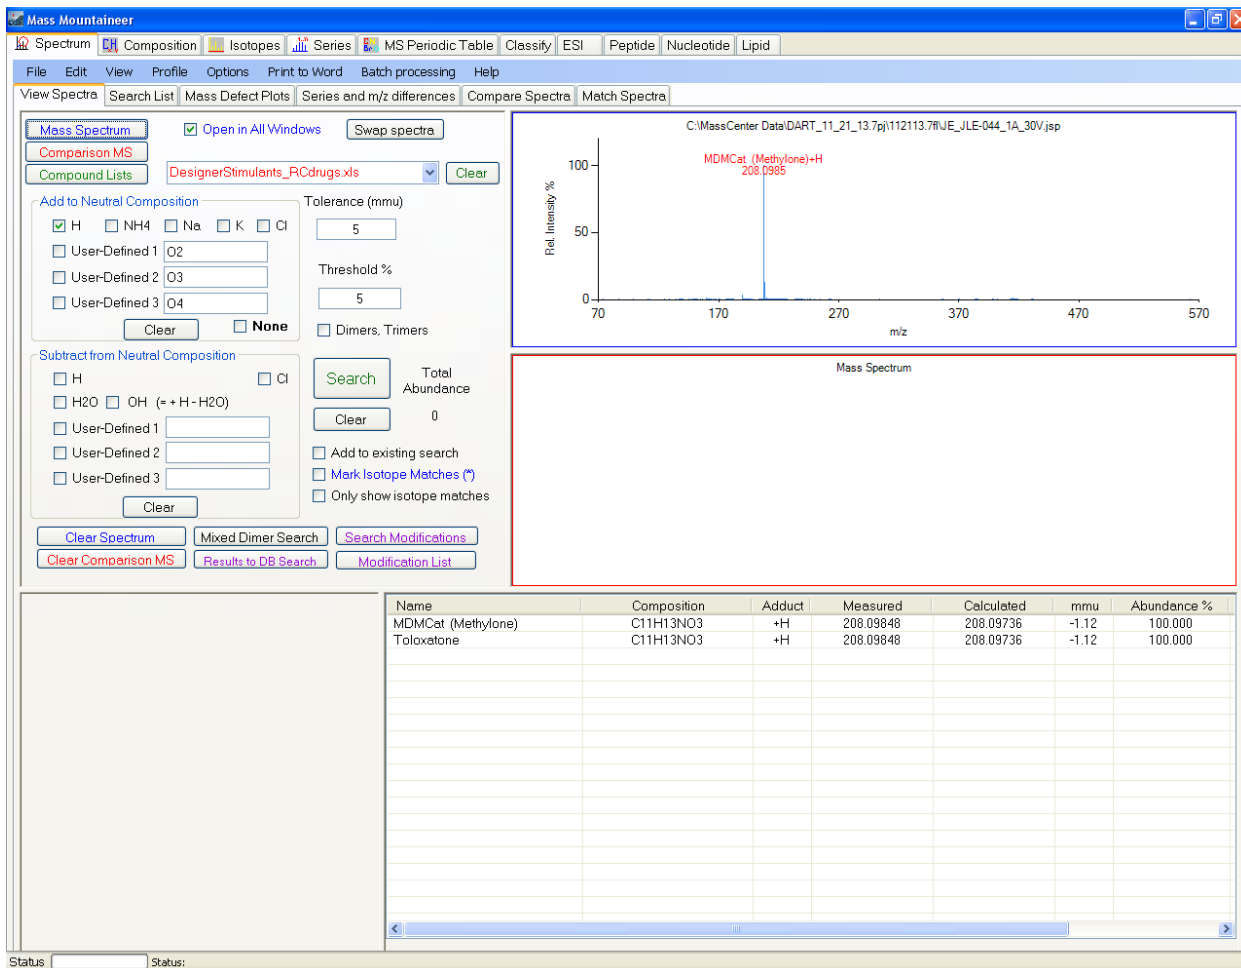 Mass Mountaineer
Spectrum Composition Isotopes Series MS Periodic Table Classify ESI Peptide Nucleotide Lipid
File Edit View Profile Options Print to Word Batch processing Help
View Spectra Search List Mass Defect Plots Series and m/z differences Compare Spectra Match Spectra
Mass Spectrum Open in All Windows Swap spectra
Comparison MS
Compound Lists DesignerStimulants_RCdrugs.xls Clear
Add to Neutral Composition Tolerance (mmu)
H NH4 Na K Cl 5
User-Defined 1 O2
User-Defined 2 O3 Threshold %
User-Defined 3 O4 5
Clear None Dimers, Trimers
Subtract from Neutral Composition
H Cl Search Total Abundance
H2O OH (= + H - H2O) Clear 0
User-Defined 1
User-Defined 2 Add to existing search
User-Defined 3 Mark Isotope Matches (*)
Clear Only show isotope matches
Clear Spectrum Mixed Dimer Search Search Modifications
Clear Comparison MS Results to DB Search Modification List
C:\MassCenter Data\DART_11_21_13.7pj\112113.7fl\JE_JLE-044_1A_30V.jsp
MDMCat (Methylone)+H
208.0985
Rel. Intensity %
100
50
0
70 170 270 370 470 570
m/z
Mass Spectrum
Name Composition Adduct Measured Calculated mmu Abundance %
MDMCat (Methylone) C11H13NO3 +H 208.09848 208.09736 -1.12 100.000
Toloxatone C11H13NO3 +H 208.09848 208.09736 -1.12 100.000
Status Status: